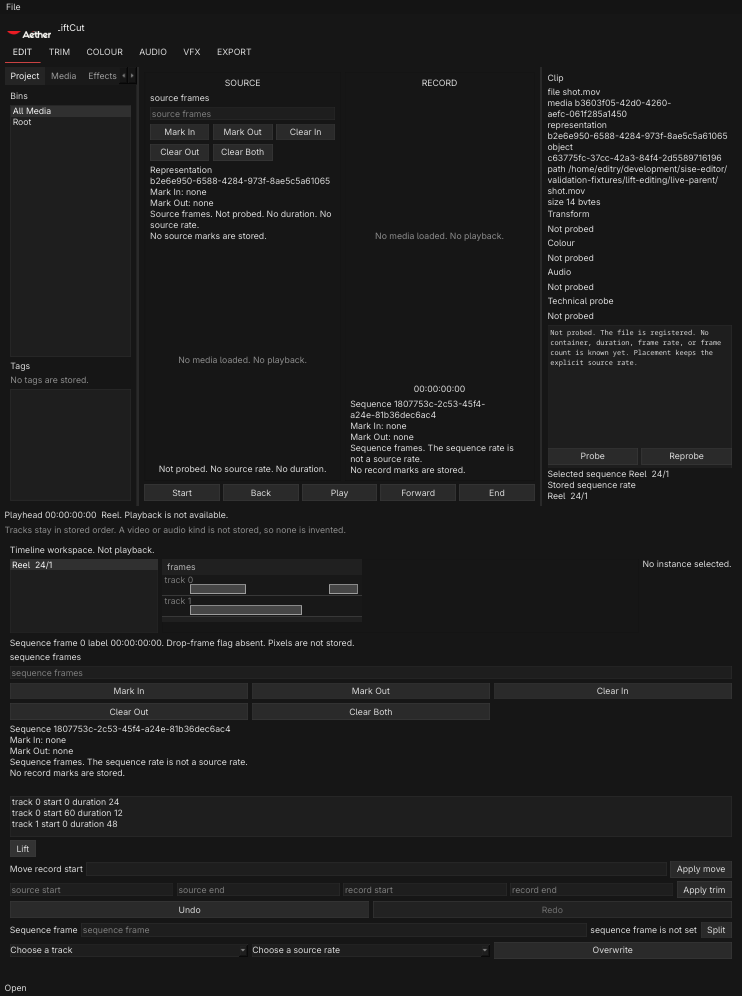 File
Aether
LiftCut
EDIT TRIM COLOUR AUDIO VFX EXPORT
Project Media Effects
Bins
All Media
Root
Tags
No tags are stored.
SOURCE
source frames
source frames
Mark In Mark Out Clear In
Clear Out Clear Both
Representation
b2e6e950-6588-4284-973f-8ae5c5a61065
Mark In: none
Mark Out: none
Source frames. Not probed. No duration. No
source rate.
No source marks are stored.
No media loaded. No playback.
Not probed. No source rate. No duration.
RECORD
No media loaded. No playback.
00:00:00:00
Sequence 1807753c-2c53-45f4-
a24e-81b36dec6ac4
Mark In: none
Mark Out: none
Sequence frames. The sequence rate is
not a source rate.
No record marks are stored.
Start Back Play Forward End
Clip
file shot.mov
media b3603f05-42d0-4260-
aefc-061f285a1450
representation
b2e6e950-6588-4284-973f-8ae5c5a61065
object
c63775fc-37cc-42a3-84f4-2d5589716196
path /home/editry/development/sise-editor/
validation-fixtures/lift-editing/live-parent/
shot.mov
size 14 bytes
Transform
Not probed
Colour
Not probed
Audio
Not probed
Technical probe
Not probed
Not probed. The file is registered. No
container, duration, frame rate, or frame
count is known yet. Placement keeps the
explicit source rate.
Probe Reprobe
Selected sequence Reel 24/1
Stored sequence rate
Reel 24/1
Playhead 00:00:00:00 Reel. Playback is not available.
Tracks stay in stored order. A video or audio kind is not stored, so none is invented.
Timeline workspace. Not playback.
Reel 24/1
frames
track 0
track 1
No instance selected.
Sequence frame 0 label 00:00:00:00. Drop-frame flag absent. Pixels are not stored.
sequence frames
sequence frames
Mark In Mark Out Clear In
Clear Out Clear Both
Sequence 1807753c-2c53-45f4-a24e-81b36dec6ac4
Mark In: none
Mark Out: none
Sequence frames. The sequence rate is not a source rate.
No record marks are stored.
track 0 start 0 duration 24
track 0 start 60 duration 12
track 1 start 0 duration 48
Lift
Move record start Apply move
source start source end record start record end Apply trim
Undo Redo
Sequence frame sequence frame sequence frame is not set Split
Choose a track Choose a source rate Overwrite
Open